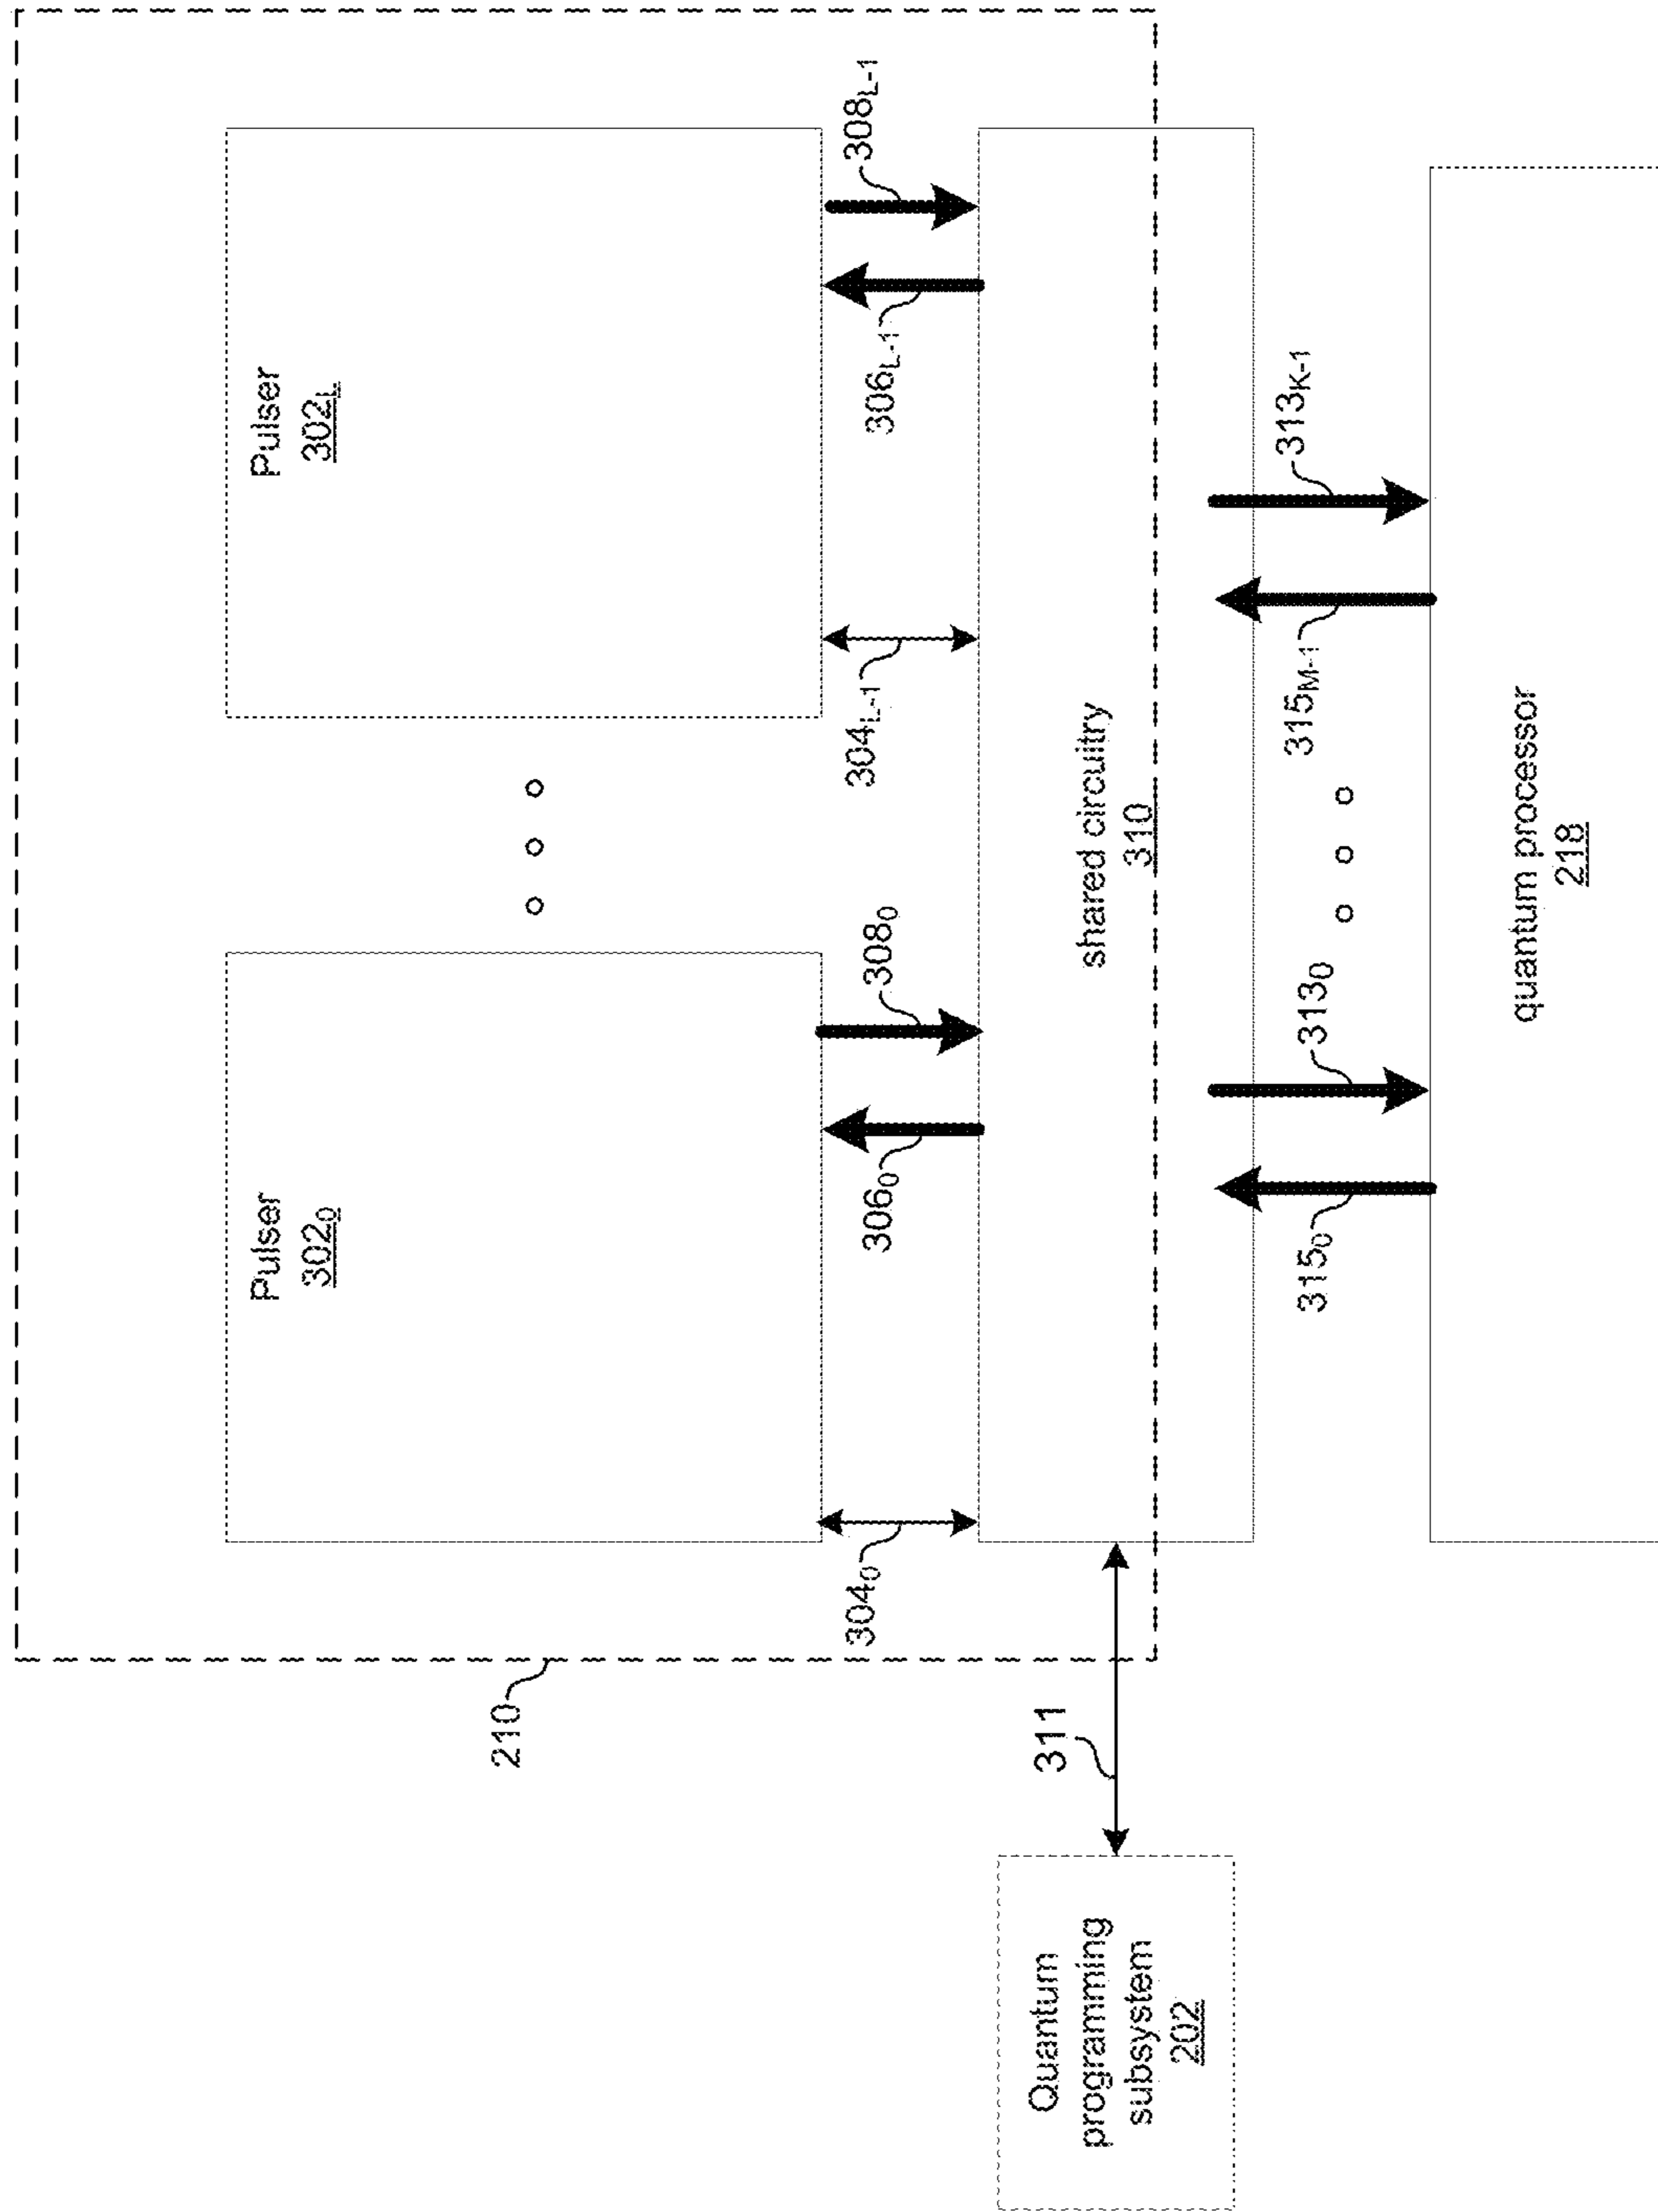 210
Pulser
302₀
Pulser
302L
304₀
306₀
308₀
304L-1
306L-1
308L-1
Quantum
programming
subsystem
202
311
shared circuitry
310
315₀
313₀
315M-1
313K-1
quantum processor
218